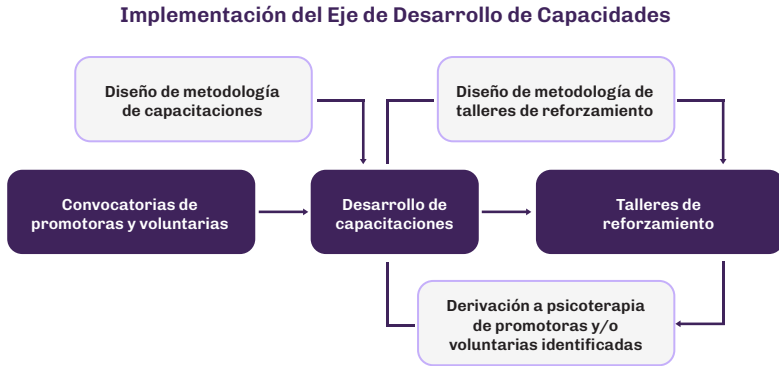 Implementación del Eje de Desarrollo de Capacidades
Diseño de metodología
de capacitaciones
Diseño de metodología de
talleres de reforzamiento
Convocatorias de
promotoras y voluntarias
Desarrollo de
capacitaciones
Talleres de
reforzamiento
Derivación a psicoterapia
de promotoras y/o
voluntarias identificadas